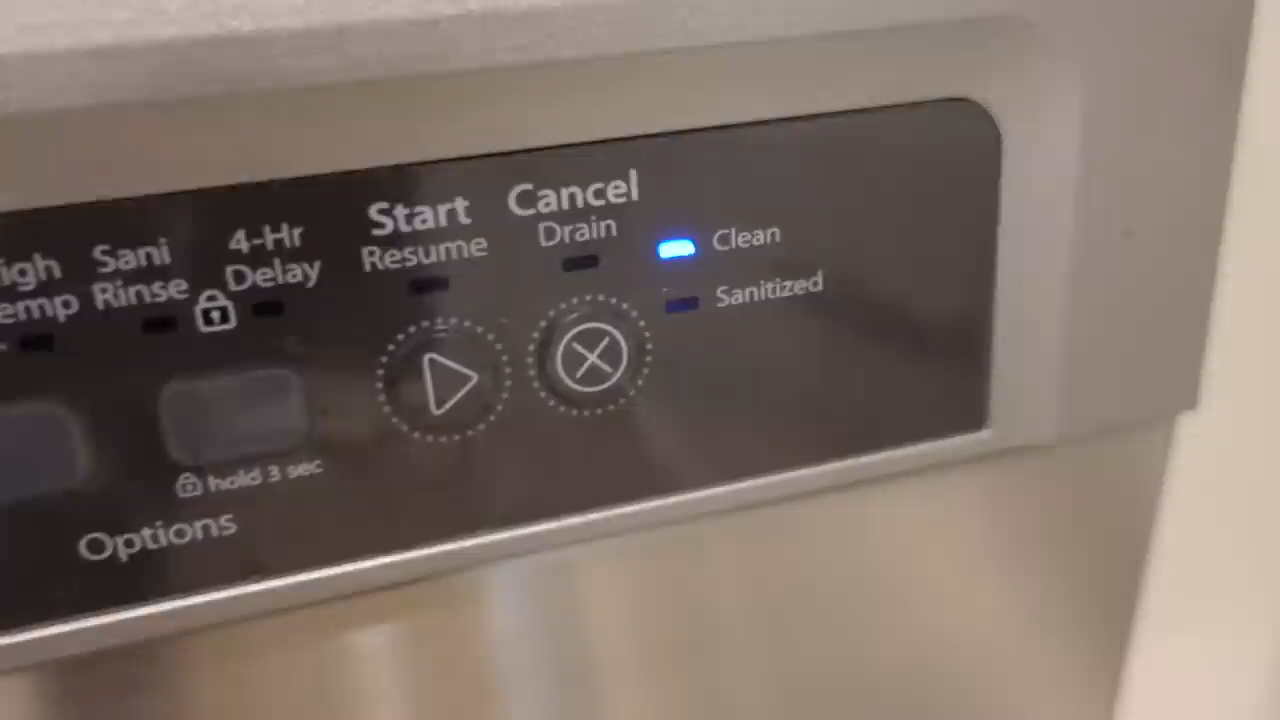 Sani
Rinse
4-Hr
Delay
Start
Resume
Cancel
Drain
Clean
Sanitized
hold 3 sec
Options